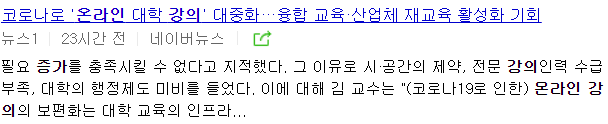 코로나로 '온라인 대학 강의' 대중화…융합 교육·산업체 재교육 활성화 기회
뉴스1 | 23시간 전 | 네이버뉴스 |
필요 증가를 충족시킬 수 없다고 지적했다. 그 이유로 시·공간의 제약, 전문 강의인력 수급
부족, 대학의 행정제도 미비를 들었다. 이에 대해 김 교수는 "(코로나19로 인한) 온라인 강
의의 보편화는 대학 교육의 인프라...